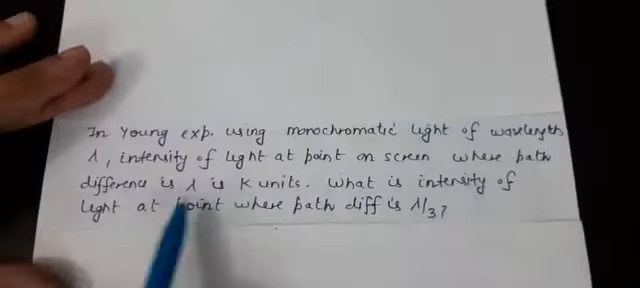 In Young exp. using monochromatic light of wavelength
λ, intensity of light at point on screen where path
difference is λ is K units. What is intensity of
light at point where path diff is λ/3?